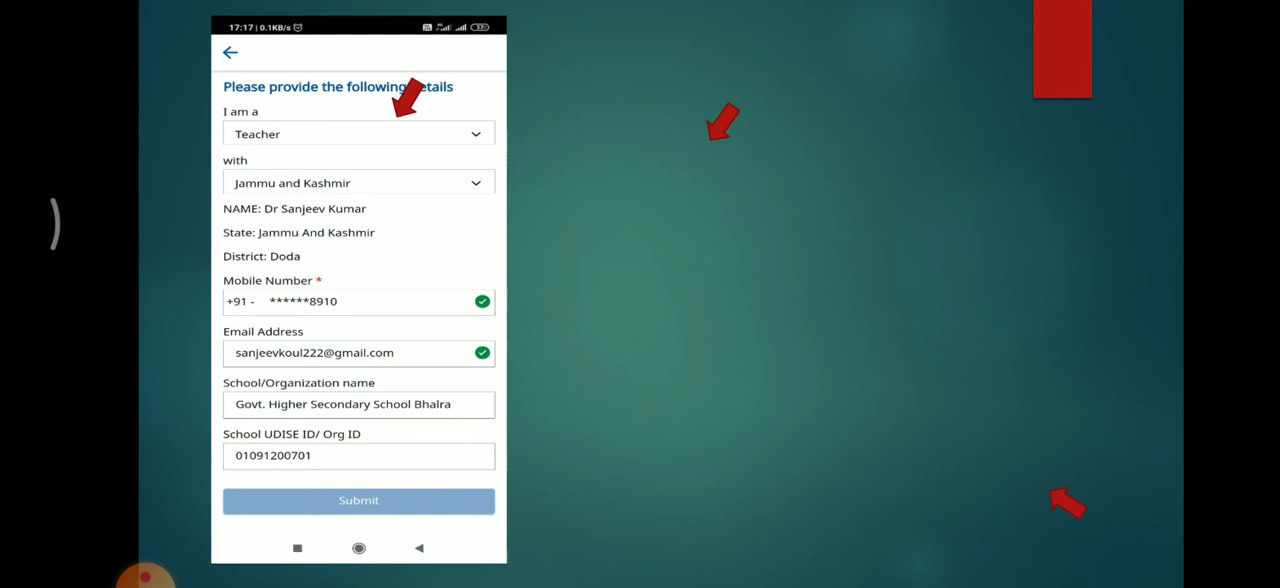 17:17 | 0.1KB/s
Please provide the following etails
I am a
Teacher
with
Jammu and Kashmir
NAME: Dr Sanjeev Kumar
State: Jammu And Kashmir
District: Doda
Mobile Number *
+91 - ******8910
Email Address
sanjeevkoul222@gmail.com
School/Organization name
Govt. Higher Secondary School Bhalra
School UDISE ID/ Org ID
01091200701
Submit